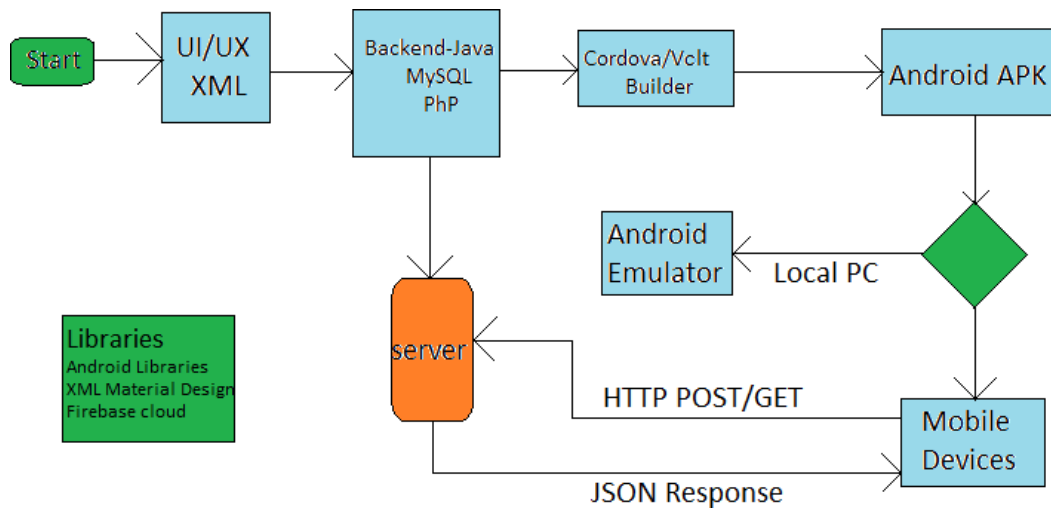 Start
UI/UX
XML
Backend-Java
MySQL
PhP
Cordova/Volt
Builder
Android APK
Android
Emulator
Local PC
server
Libraries
Android Libraries
XML Material Design
Firebase cloud
HTTP POST/GET
Mobile
Devices
JSON Response